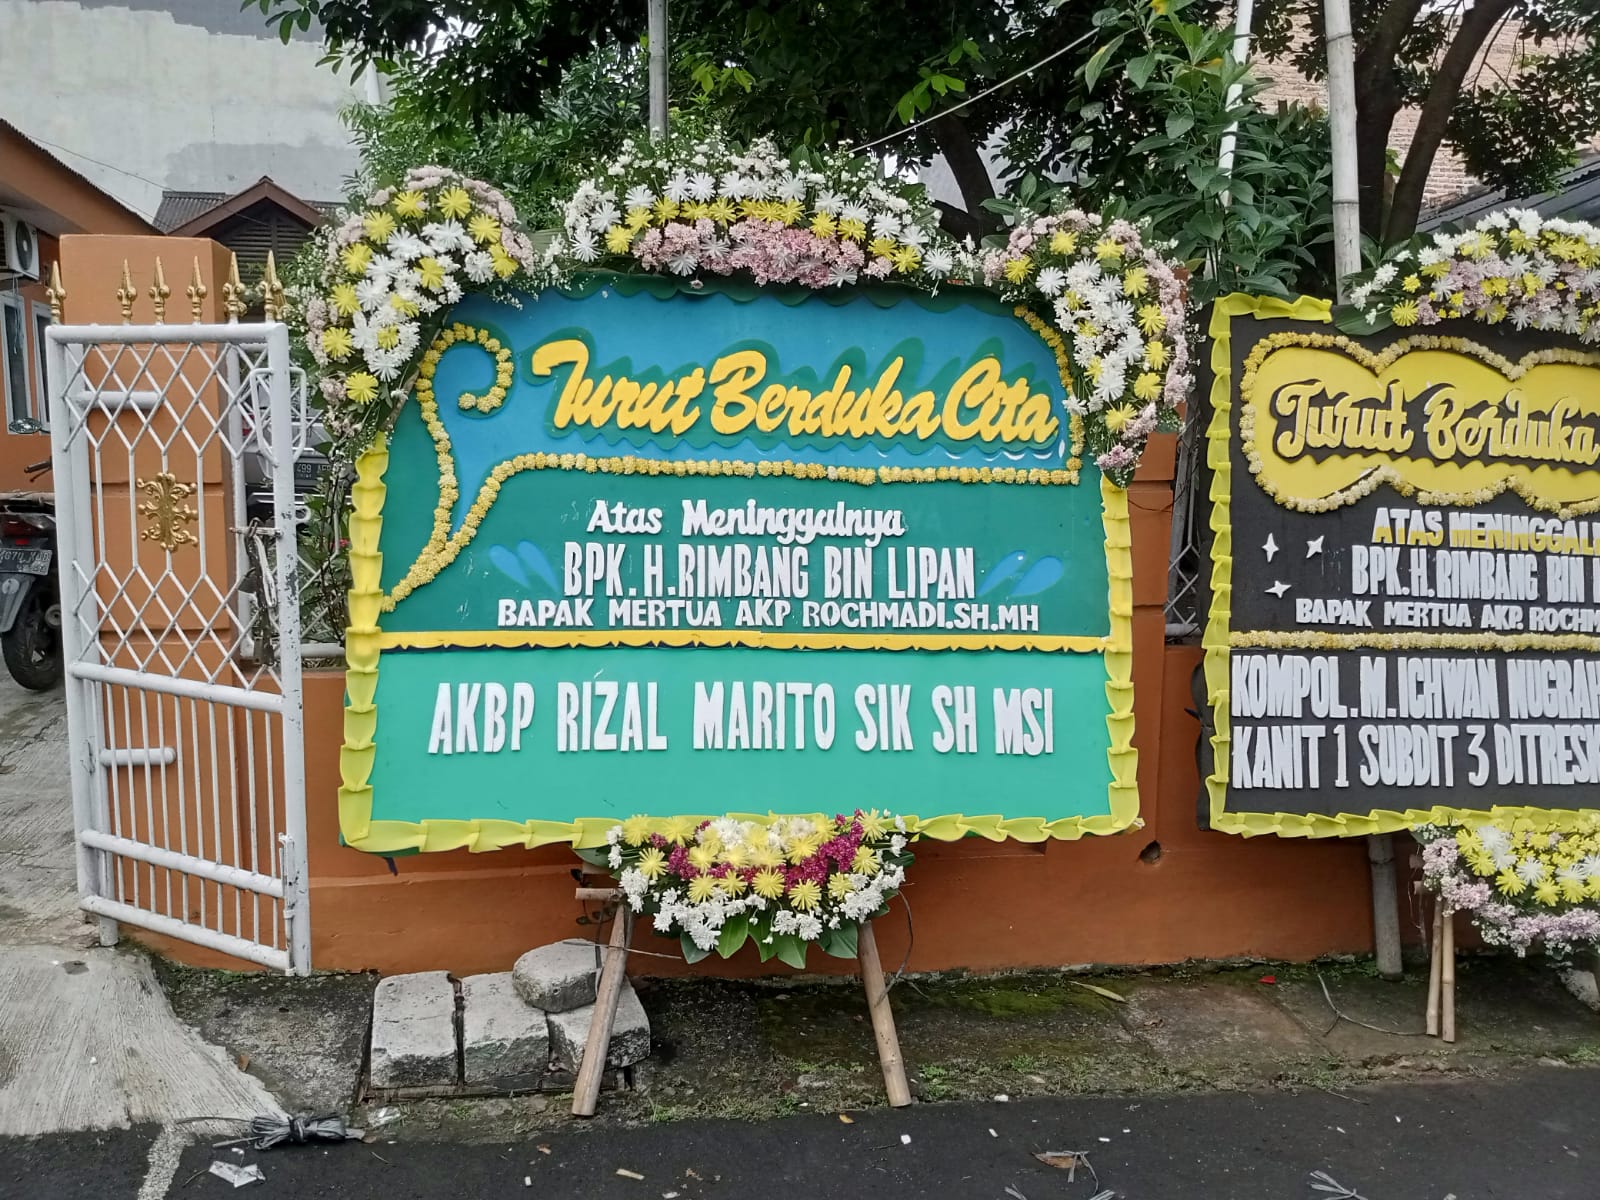 Turut Berduka Cita
Atas Meninggalnya
BPK. H. RIMBANG BIN LIPAN
BAPAK MERTUA AKP ROCHMADI.SH.MH
AKBP RIZAL MARITO SIK SH MSI
Turut Berduka
ATAS
BPK.H.RIMBANG BIN
BAPAK MERTUA AKP.
KOMPOL.M.ICHWAN
KANIT 1 SUBDIT 3